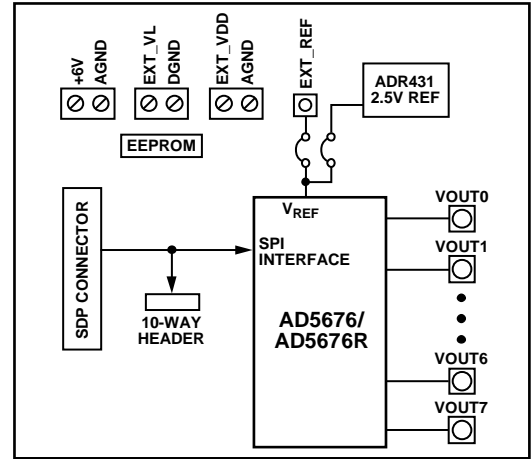 +6V
AGND
EXT_VL
DGND
EXT_VDD
AGND
EXT_REF
ADR431
2.5V REF
EEPROM
VREF
SDP CONNECTOR
SPI
INTERFACE
10-WAY
HEADER
AD5676/
AD5676R
VOUT0
VOUT1
VOUT6
VOUT7